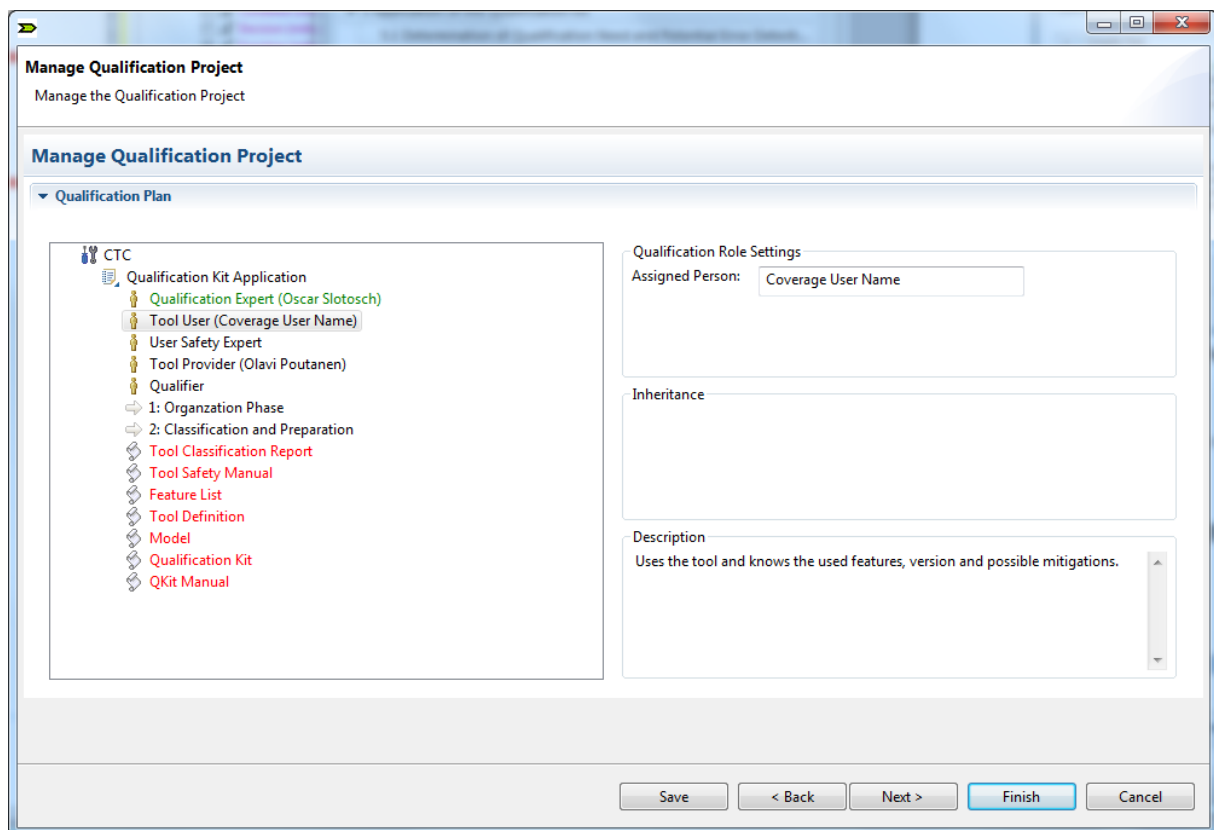 Manage Qualification Project
Manage the Qualification Project
Manage Qualification Project
Qualification Plan
CTC
Qualification Kit Application
Qualification Expert (Oscar Slotosch)
Tool User (Coverage User Name)
User Safety Expert
Tool Provider (Olavi Poutanen)
Qualifier
1: Organzation Phase
2: Classification and Preparation
Tool Classification Report
Tool Safety Manual
Feature List
Tool Definition
Model
Qualification Kit
QKit Manual
Qualification Role Settings
Assigned Person: Coverage User Name
Inheritance
Description
Uses the tool and knows the used features, version and possible mitigations.
Save < Back Next > Finish Cancel